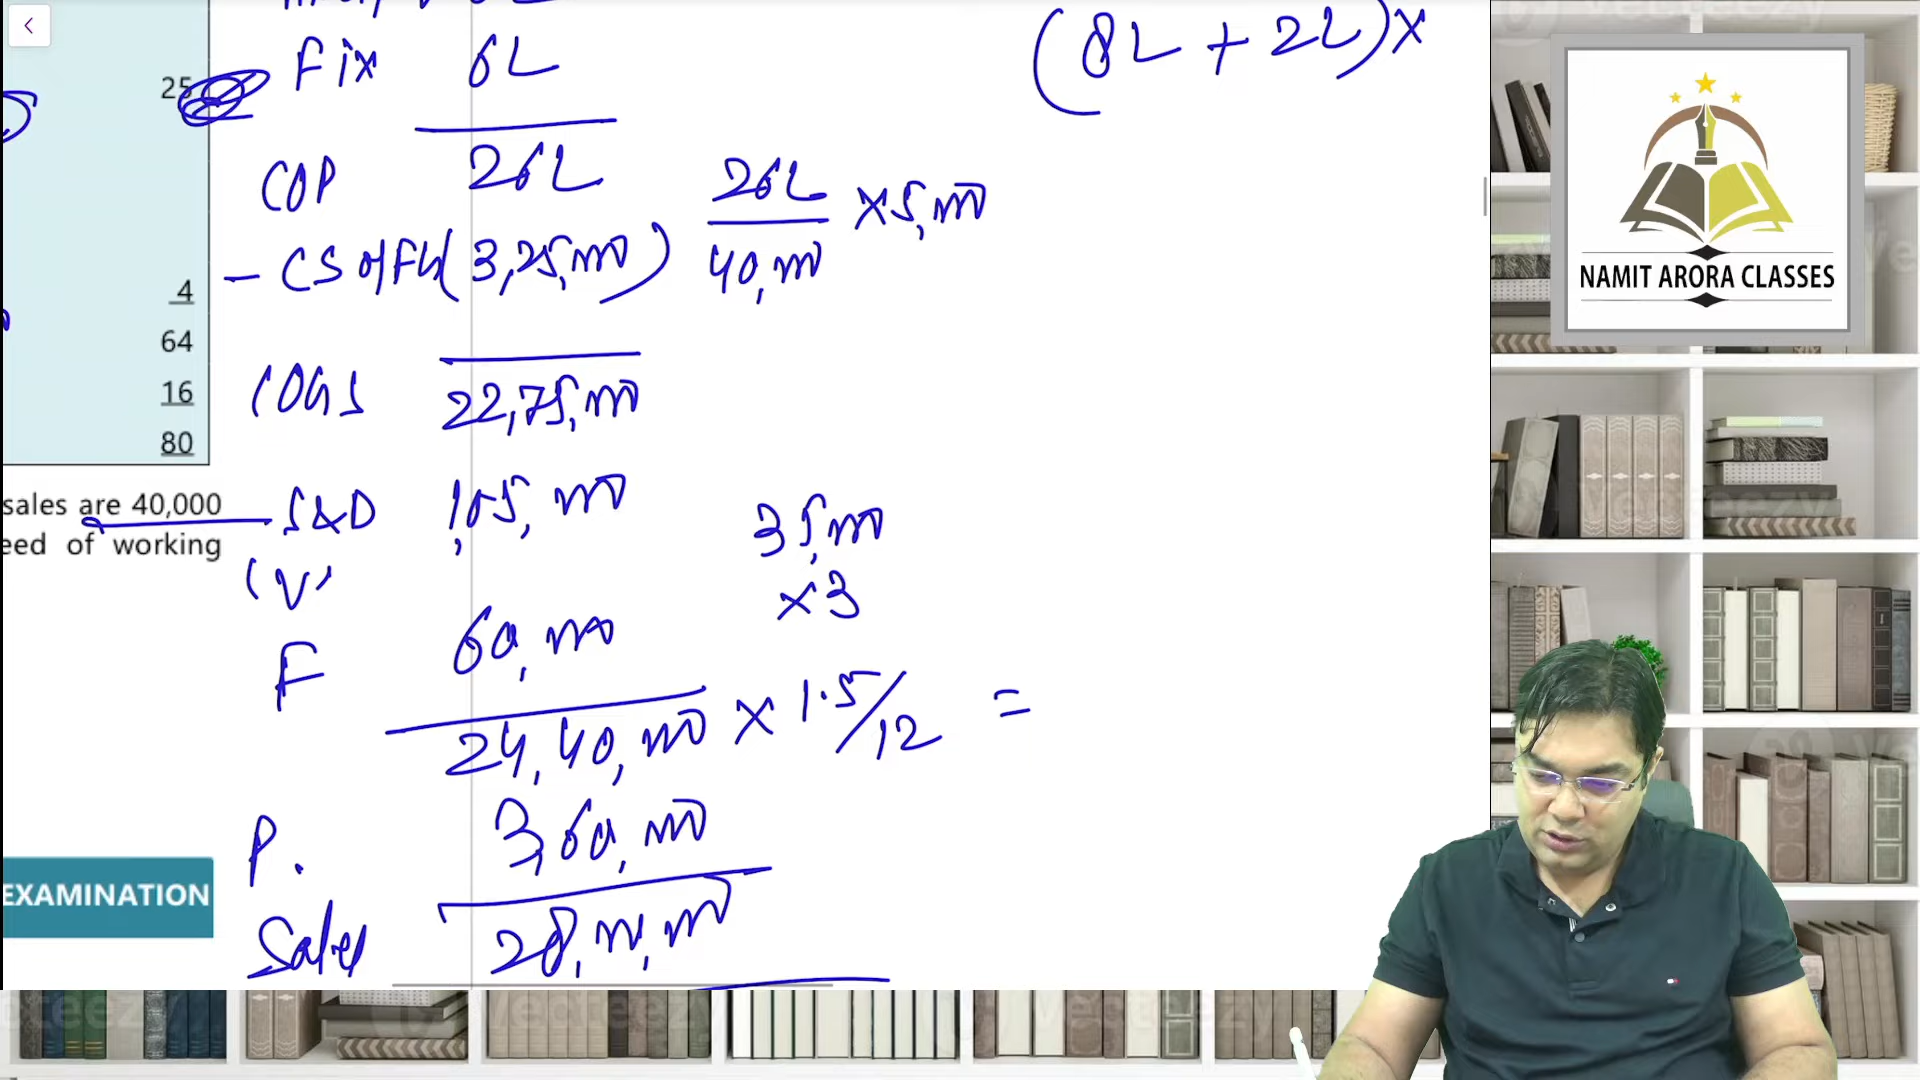 (8L + 2L) ×
Fix 6L
25
COP 26L 26L/40,000 × 5,000
- CS of FG (3,25,000)
4
64
COGS 22,75,000
16
80
sales are 40,000
S&D 1,05,000 35,000
eed of working
(V) × 3
F 60,000
24,40,000 × 1.5/12 =
P. 3,60,000
EXAMINATION
Sales 28,00,000
NAMIT ARORA CLASSES